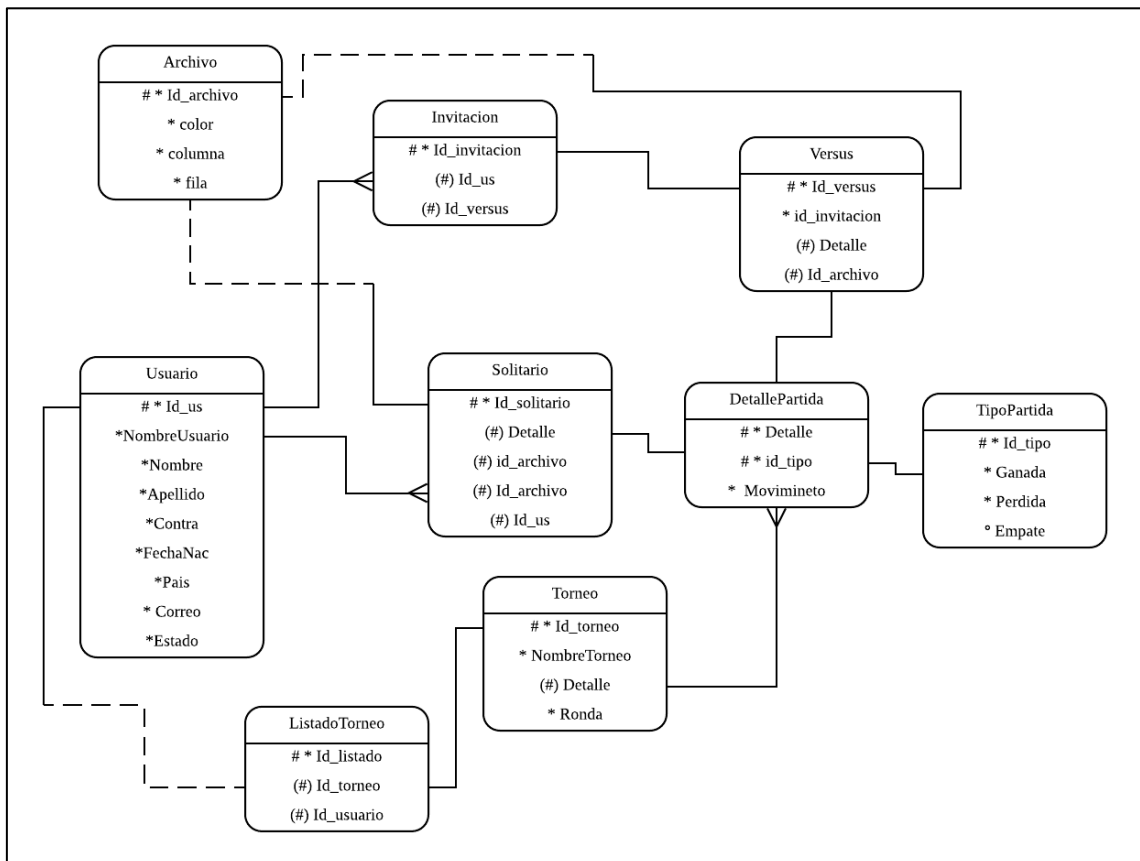 Archivo
# * Id_archivo
* color
* columna
* fila
Invitacion
# * Id_invitacion
(#) Id_us
(#) Id_versus
Versus
# * Id_versus
* id_invitacion
(#) Detalle
(#) Id_archivo
Usuario
# * Id_us
*NombreUsuario
*Nombre
*Apellido
*Contra
*FechaNac
*Pais
* Correo
*Estado
Solitario
# * Id_solitario
(#) Detalle
(#) id_archivo
(#) Id_archivo
(#) Id_us
DetallePartida
# * Detalle
# * id_tipo
* Movimineto
TipoPartida
# * Id_tipo
* Ganada
* Perdida
° Empate
Torneo
# * Id_torneo
* NombreTorneo
(#) Detalle
* Ronda
ListadoTorneo
# * Id_listado
(#) Id_torneo
(#) Id_usuario